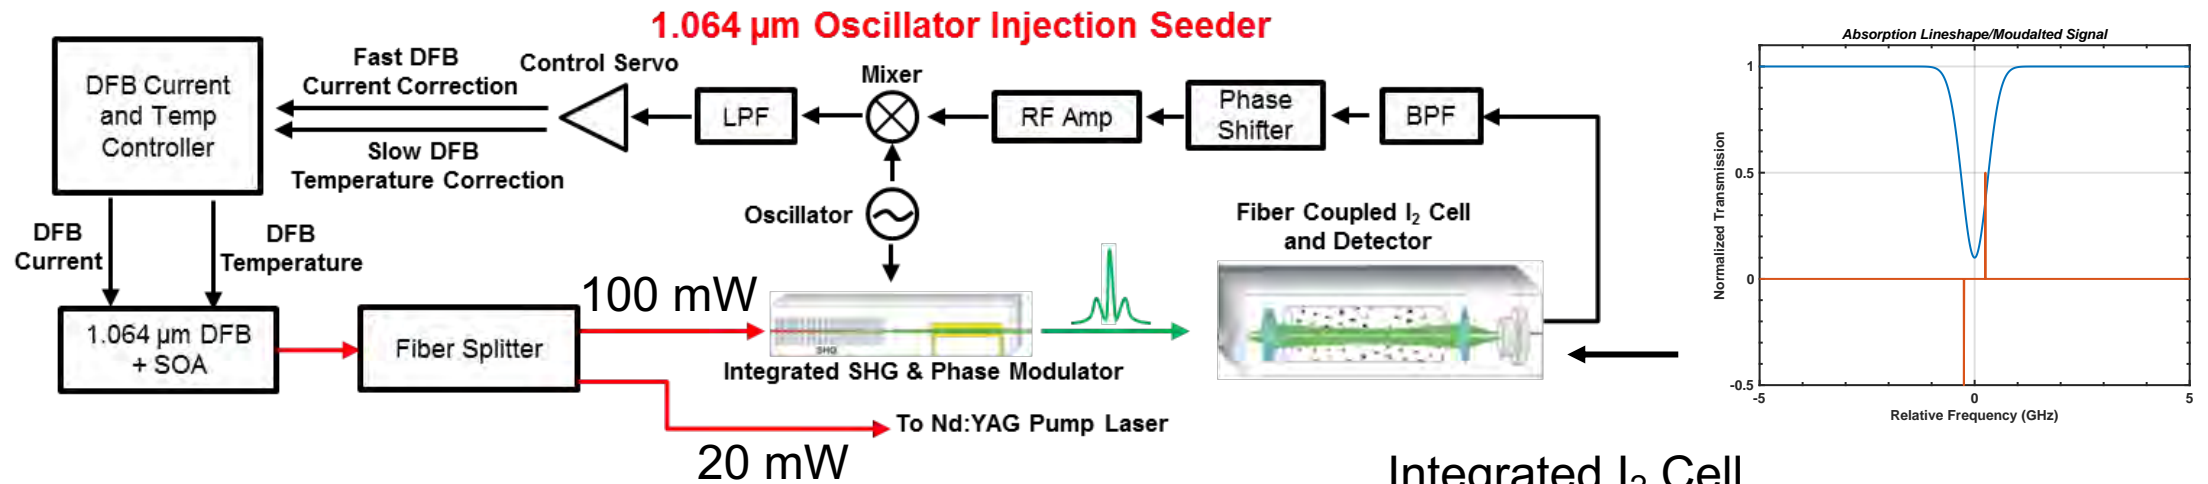 1.064 µm Oscillator Injection Seeder
DFB Current
and Temp
Controller
Fast DFB
Current Correction
Slow DFB
Temperature Correction
Control Servo
LPF
Mixer
RF Amp
Phase
Shifter
BPF
Oscillator
DFB
Current
DFB
Temperature
1.064 µm DFB
+ SOA
Fiber Splitter
100 mW
SHG
Integrated SHG & Phase Modulator
Fiber Coupled I₂ Cell
and Detector
To Nd:YAG Pump Laser
20 mW
Integrated I₂ Cell
Absorption Lineshape/Moudalted Signal
Normalized Transmission
1
0.5
0
-0.5
-5
0
5
Relative Frequency (GHz)